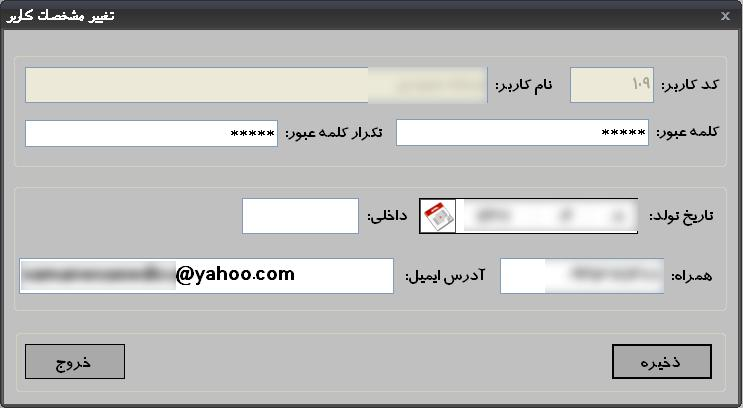 تغییر مشخصات کاربر x
کد کاربر: ۱۰۹ نام کاربر:
کلمه عبور: ***** تکرار کلمه عبور: *****
تاریخ تولد: داخلی:
همراه: آدرس ایمیل: @yahoo.com
ذخیره خروج